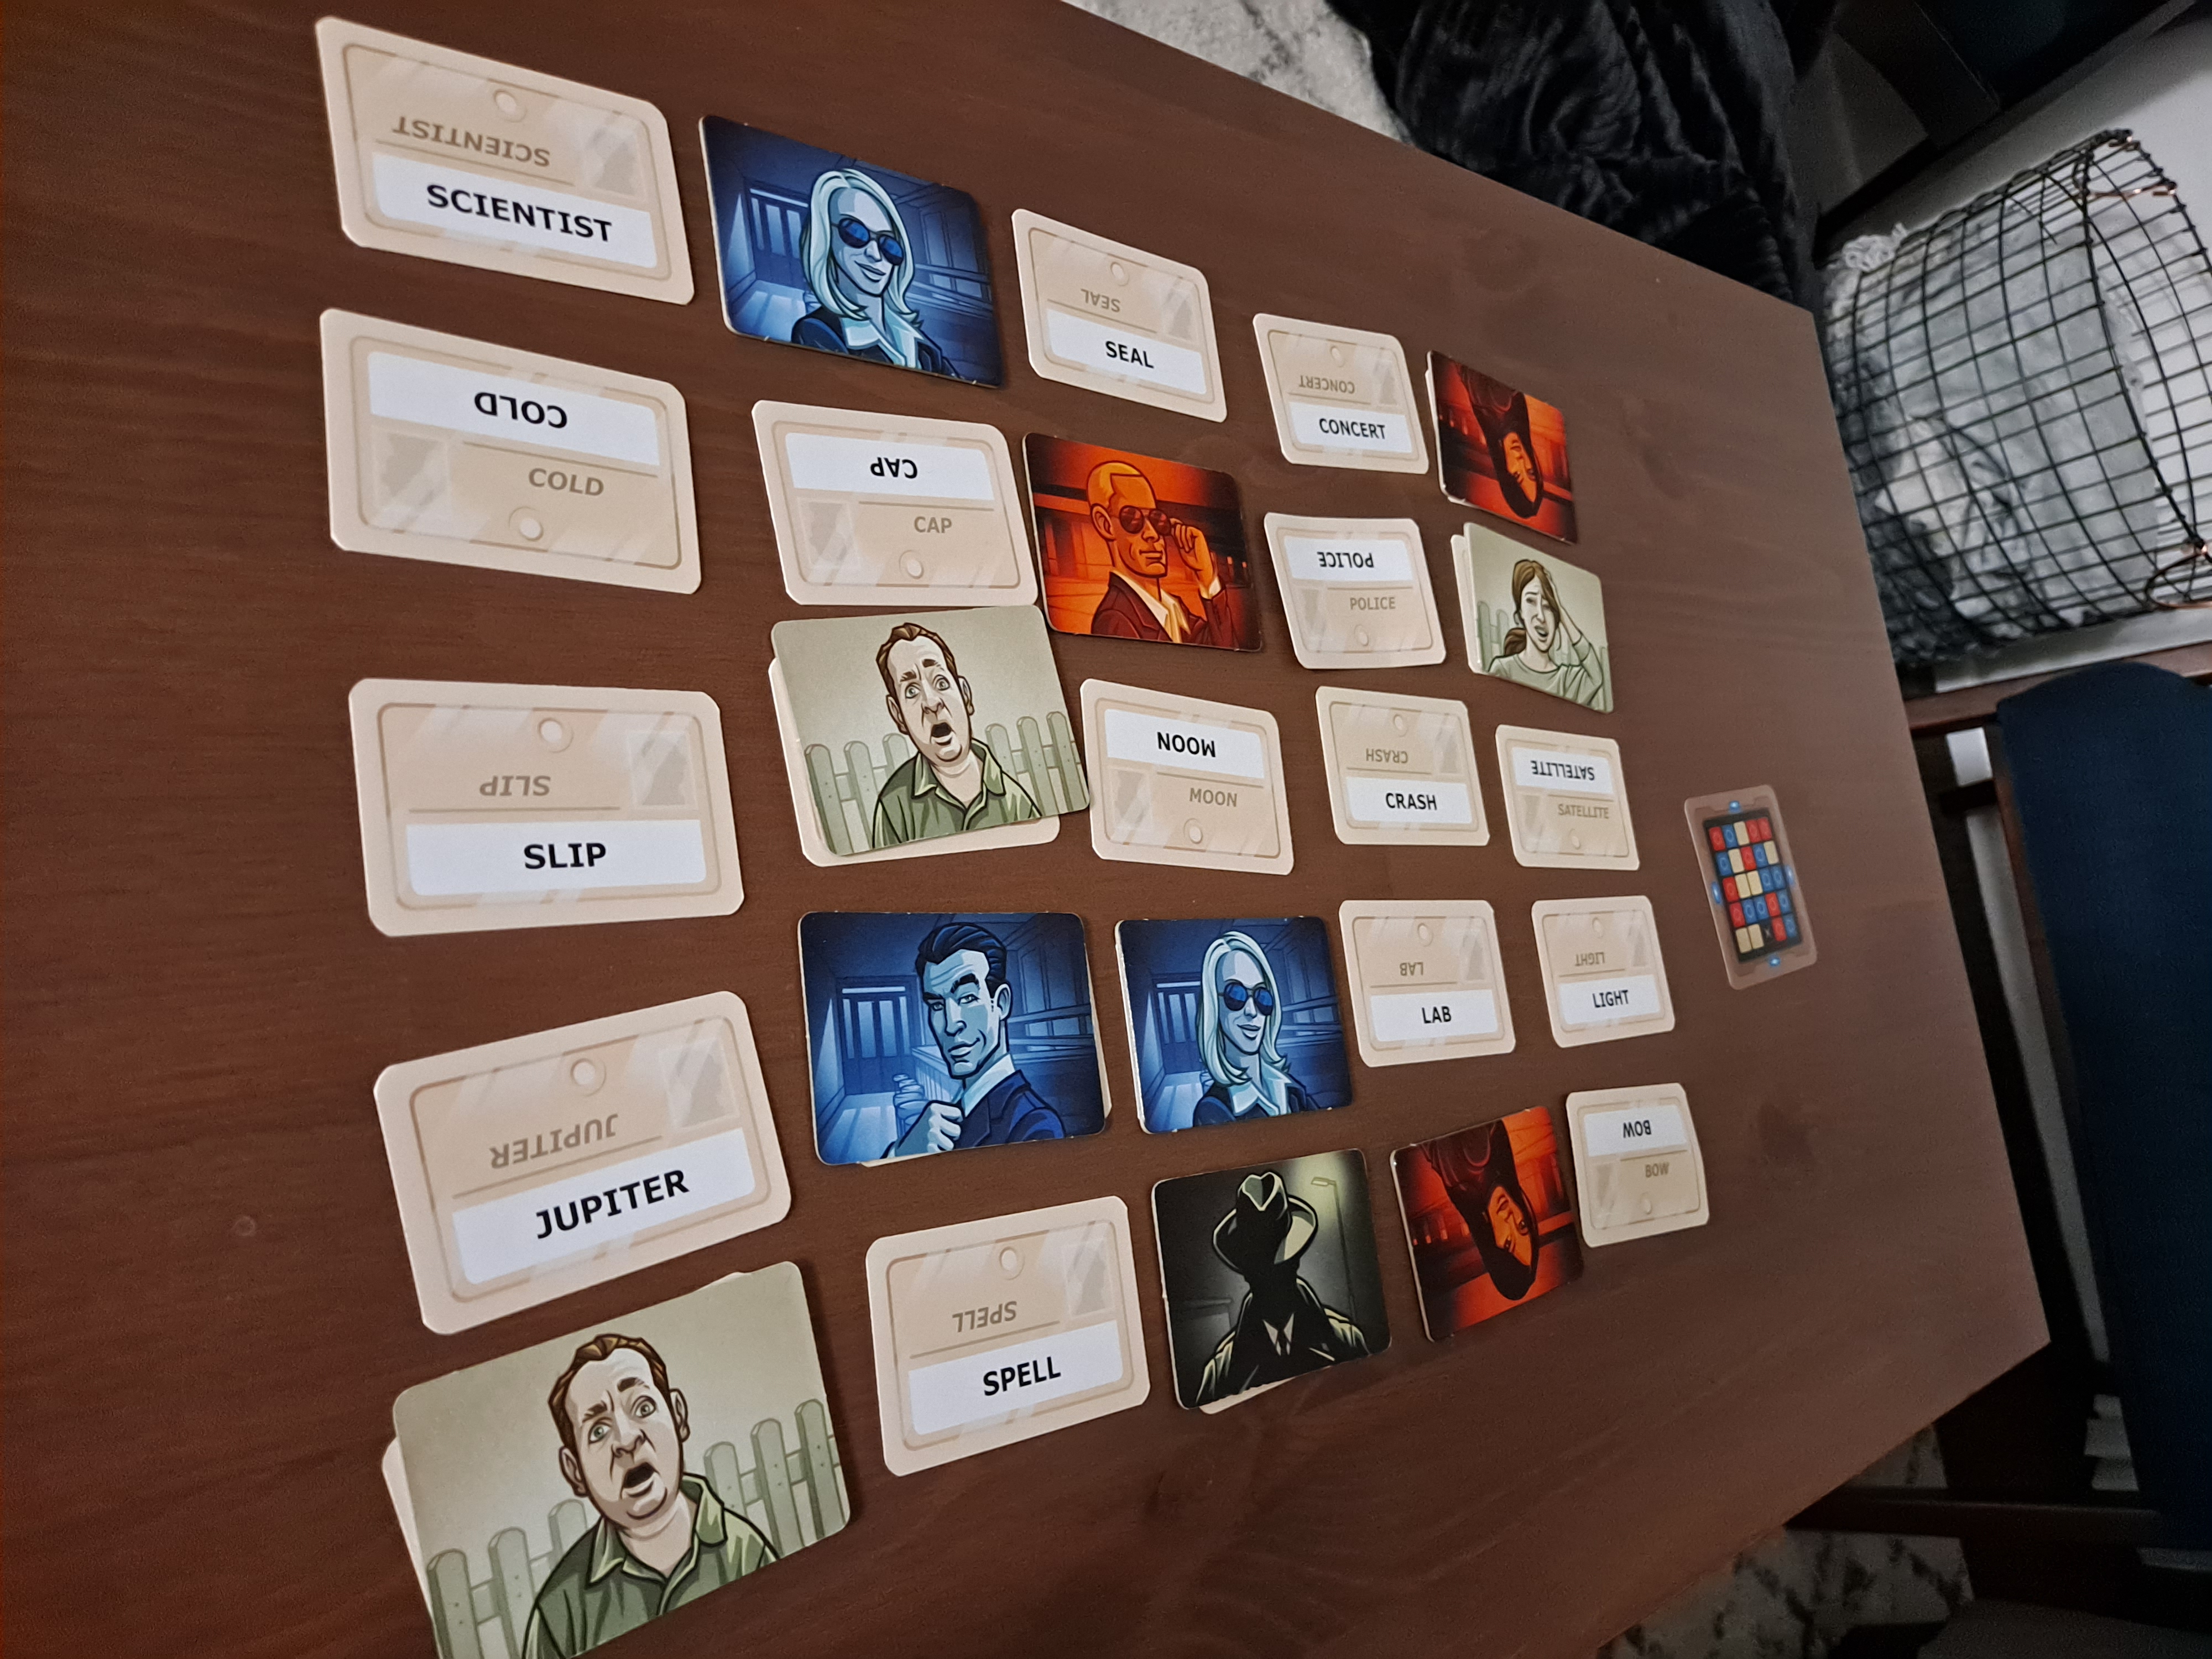 BOW
BOW
LIGHT
LIGHT
SATELLITE
SATELLITE
LAB
LAB
CRASH
CRASH
POLICE
POLICE
CONCERT
CONCERT
MOON
MOON
SEAL
SEAL
SPELL
SPELL
CAP
CAP
JUPITER
JUPITER
SLIP
SLIP
COLD
COLD
SCIENTIST
SCIENTIST